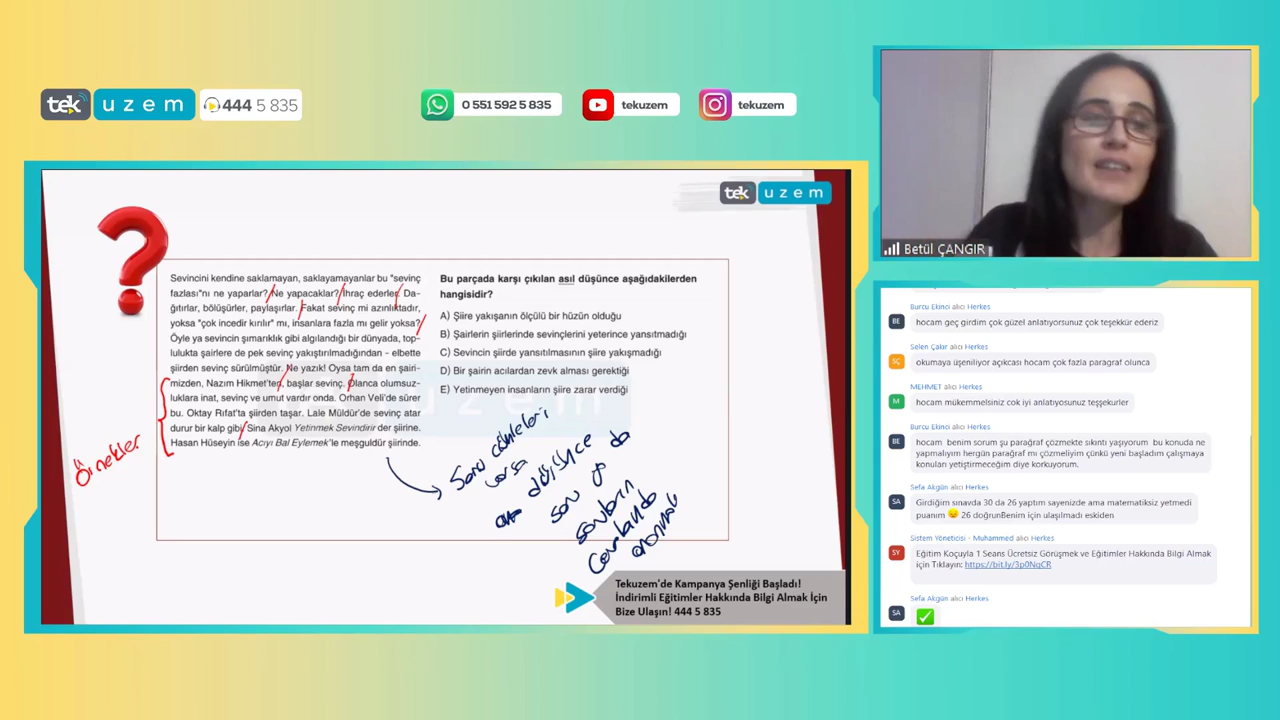 tek uzem 444 5 835
0 551 592 5 835
tekuzem
tekuzem
tek uzem
Sevincini kendine saklamayan, saklayamayanlar bu "sevinç
fazlası"nı ne yaparlar? Ne yapacaklar? İhraç ederler. Da-
ğıtırlar, bölüşürler, paylaşırlar. Fakat sevinç mi azınlıktadır,
yoksa "çok incedir kırılır" mı, insanlara fazla mı gelir yoksa?
Öyle ya sevincin şımarıklık gibi algılandığı bir dünyada, top-
lulukta şairlere de pek sevinç yakıştırılmadığından - elbette
şiirden sevinç sürülmüştür. Ne yazık! Oysa tam da en şairi-
mizden, Nazım Hikmet'ten, başlar sevinç. Olanca olumsuz-
luklara inat, sevinç ve umut vardır onda. Orhan Veli'de sürer
bu. Oktay Rıfat'ta şiirden taşar. Lale Müldür'de sevinç atar
durur bir kalp gibi. Sina Akyol Yetinmek Sevindirir der şiirine.
Hasan Hüseyin ise Acıyı Bal Eylemek'le meşguldür şiirinde.
Bu parçada karşı çıkılan asıl düşünce aşağıdakilerden
hangisidir?
A) Şiire yakışanın ölçülü bir hüzün olduğu
B) Şairlerin şiirlerinde sevinçlerini yeterince yansıtmadığı
C) Sevincin şiirde yansıtılmasının şiire yakışmadığı
D) Bir şairin acılardan zevk alması gerektiği
E) Yetinmeyen insanların şiire zarar verdiği
Örnekler
Soru cümleleri
varsa
düşünce da
soru
soruların
Tekuzem'de Kampanya Şenliği Başladı!
İndirimli Eğitimler Hakkında Bilgi Almak İçin
Bize Ulaşın! 444 5 835
Betül ÇANGIR
Burcu Ekinci alıcı Herkes
BE
hocam geç girdim çok güzel anlatıyorsunuz çok teşekkür ederiz
Selen Çakır alıcı Herkes
SÇ
okumaya üşeniliyor açıkcası hocam çok fazla paragraf olunca
MEHMET alıcı Herkes
M
hocam mükemmelsiniz cok iyi anlatıyosunuz teşşekurler
Burcu Ekinci alıcı Herkes
BE
hocam benim sorum şu paragraf çözmekte sıkıntı yaşıyorum bu konuda ne
yapmalıyım hergün paragraf mı çözmeliyim çünkü yeni başladım çalışmaya
konuları yetiştirmeceğim diye korkuyorum.
Sefa Akgün alıcı Herkes
SA
Girdiğim sınavda 30 da 26 yaptım sayenizde ama matematiksiz yetmedi
puanım 26 doğrunBenim için ulaşılmadı eskiden
Sistem Yöneticisi - Muhammed alıcı Herkes
SY
Eğitim Koçuyla 1 Seans Ücretsiz Görüşmek ve Eğitimler Hakkında Bilgi Almak
için Tıklayın: https://bit.ly/3p0NqCR
Sefa Akgün alıcı Herkes
SA